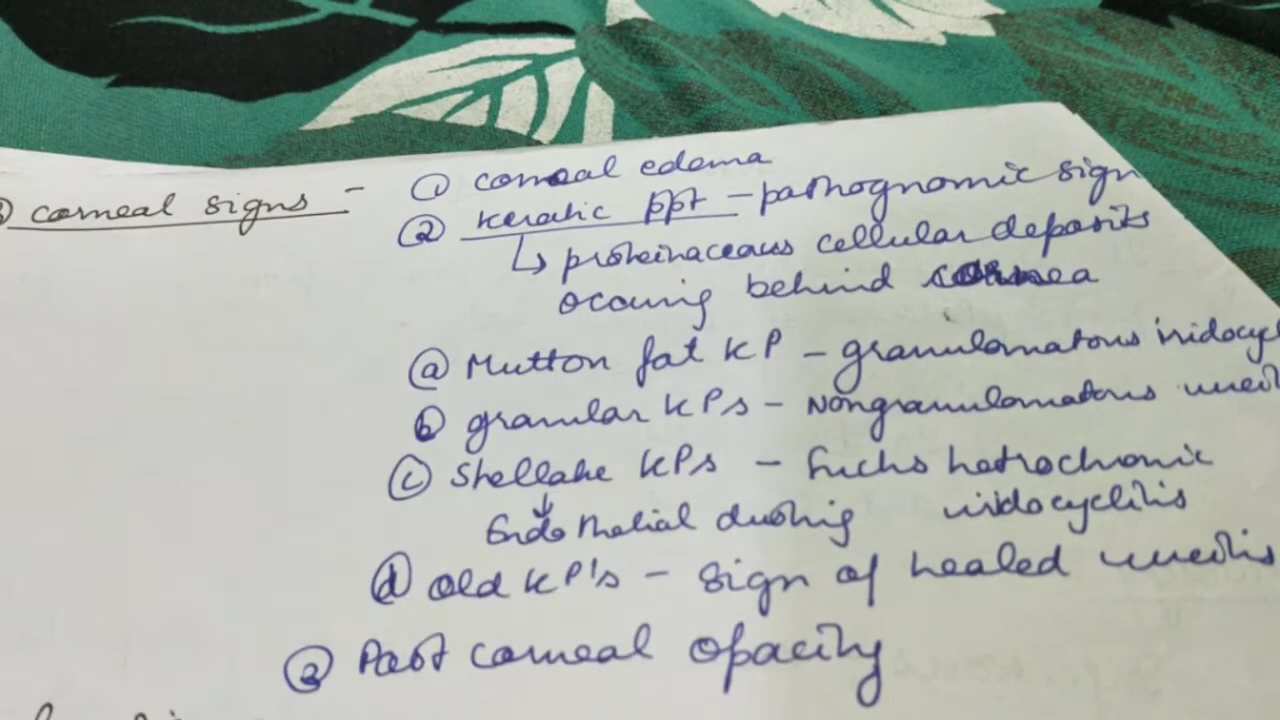 corneal signs - ① corneal edema
② keratic ppt - pathognomic sign
↳ proteinaceous cellular deposits
occuring behind cornea
ⓐ Mutton fat KP - granulomatous iridocycl
ⓑ granular KPs - Nongranulomatous
ⓒ Stellate KPs - Fuchs hetrochromic
↓
Endothelial dusting iridocyclitis
ⓓ old KP's - sign of healed uveitis
③ Post corneal opacity